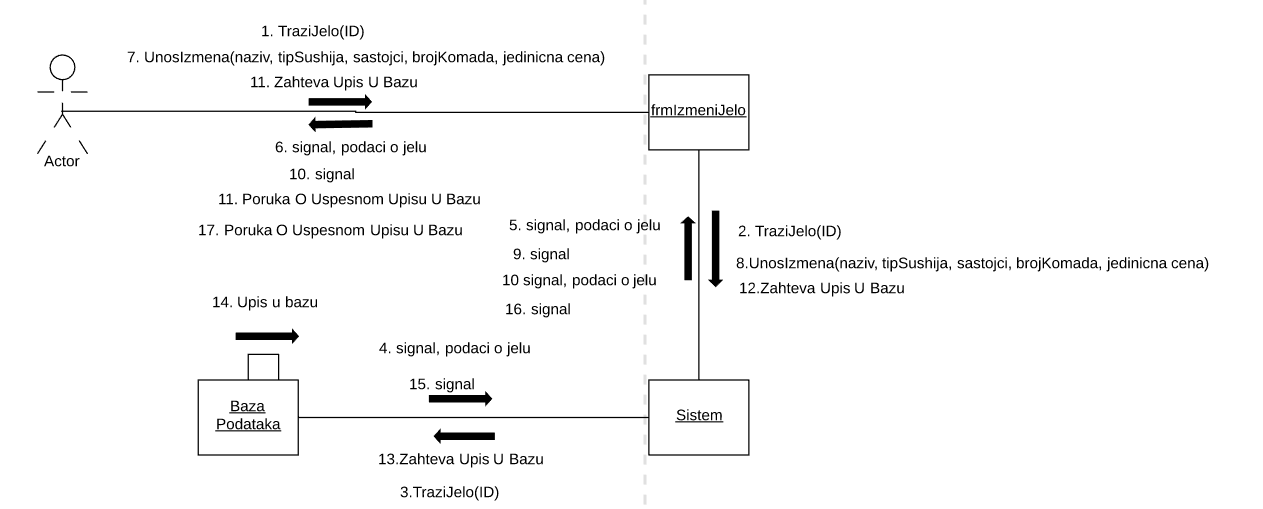 1. TraziJelo(ID)
7. UnosIzmena(naziv, tipSushija, sastojci, brojKomada, jedinicna cena)
11. Zahteva Upis U Bazu
frmIzmeniJelo
Actor
6. signal, podaci o jelu
10. signal
11. Poruka O Uspesnom Upisu U Bazu
17. Poruka O Uspesnom Upisu U Bazu
5. signal, podaci o jelu
9. signal
10 signal, podaci o jelu
16. signal
2. TraziJelo(ID)
8.UnosIzmena(naziv, tipSushija, sastojci, brojKomada, jedinicna cena)
12.Zahteva Upis U Bazu
14. Upis u bazu
4. signal, podaci o jelu
15. signal
Baza
Podataka
Sistem
13.Zahteva Upis U Bazu
3.TraziJelo(ID)